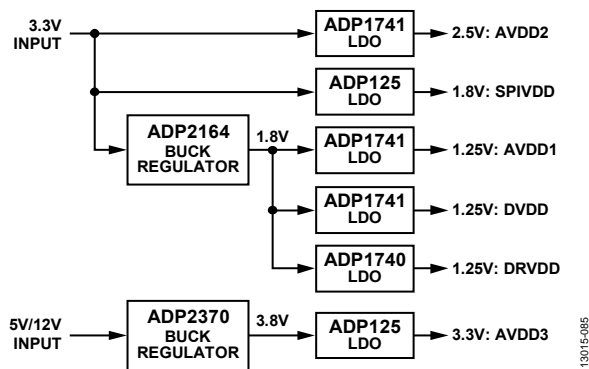 3.3V
INPUT
ADP1741
LDO
2.5V: AVDD2
ADP125
LDO
1.8V: SPIVDD
ADP2164
BUCK
REGULATOR
1.8V
ADP1741
LDO
1.25V: AVDD1
ADP1741
LDO
1.25V: DVDD
ADP1740
LDO
1.25V: DRVDD
5V/12V
INPUT
ADP2370
BUCK
REGULATOR
3.8V
ADP125
LDO
3.3V: AVDD3
13015-085